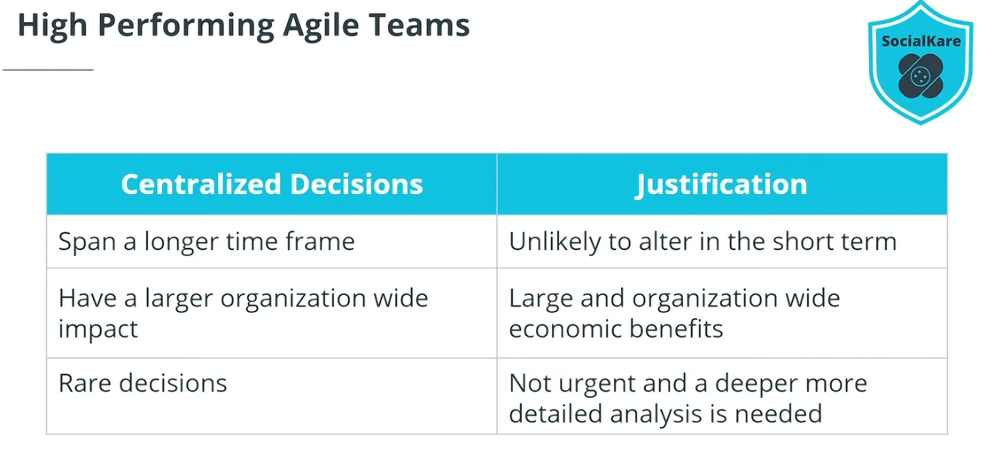 High Performing Agile Teams
SocialKare
Centralized Decisions
Justification
Span a longer time frame
Unlikely to alter in the short term
Have a larger organization wide
impact
Large and organization wide
economic benefits
Rare decisions
Not urgent and a deeper more
detailed analysis is needed